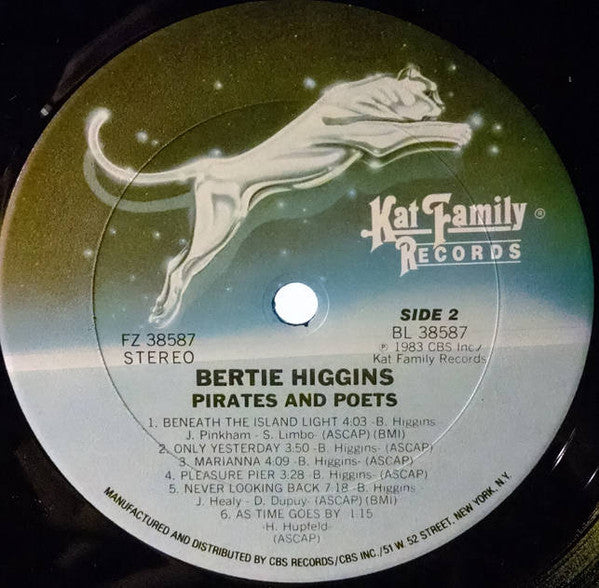 Kat Family ®
RECORDS
SIDE 2
FZ 38587
BL 38587
STEREO
℗ 1983 CBS Inc./
Kat Family Records
BERTIE HIGGINS
PIRATES AND POETS
1. BENEATH THE ISLAND LIGHT 4:03 -B. Higgins
J. Pinkham - S. Limbo- (ASCAP) (BMI)
2. ONLY YESTERDAY 3:50 -B. Higgins- (ASCAP)
3. MARIANNA 4:09 -B. Higgins- (ASCAP)
4. PLEASURE PIER 3:28 -B. Higgins- (ASCAP)
5. NEVER LOOKING BACK 7:18 -B. Higgins
J. Healy - D. Dupuy- (ASCAP) (BMI)
6. AS TIME GOES BY 1:15
-H. Hupfeld-
(ASCAP)
MANUFACTURED AND DISTRIBUTED BY CBS RECORDS/CBS INC./51 W. 52 STREET, NEW YORK, N.Y.